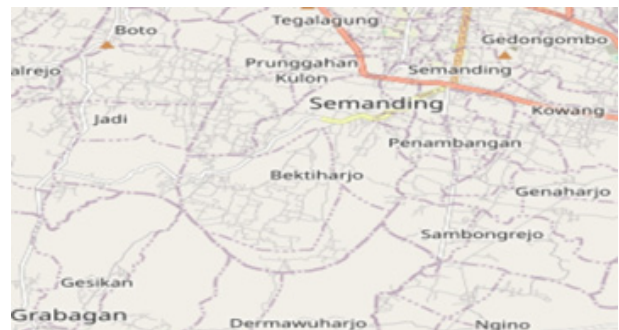 Tegalagung
Boto
Gedongombo
Prunggahan
Kulon
Semanding
alrejo
Semanding
Kowang
Jadi
Penambangan
Bektiharjo
Genaharjo
Sambongrejo
Gesikan
Grabagan
Dermawuharjo
Ngino